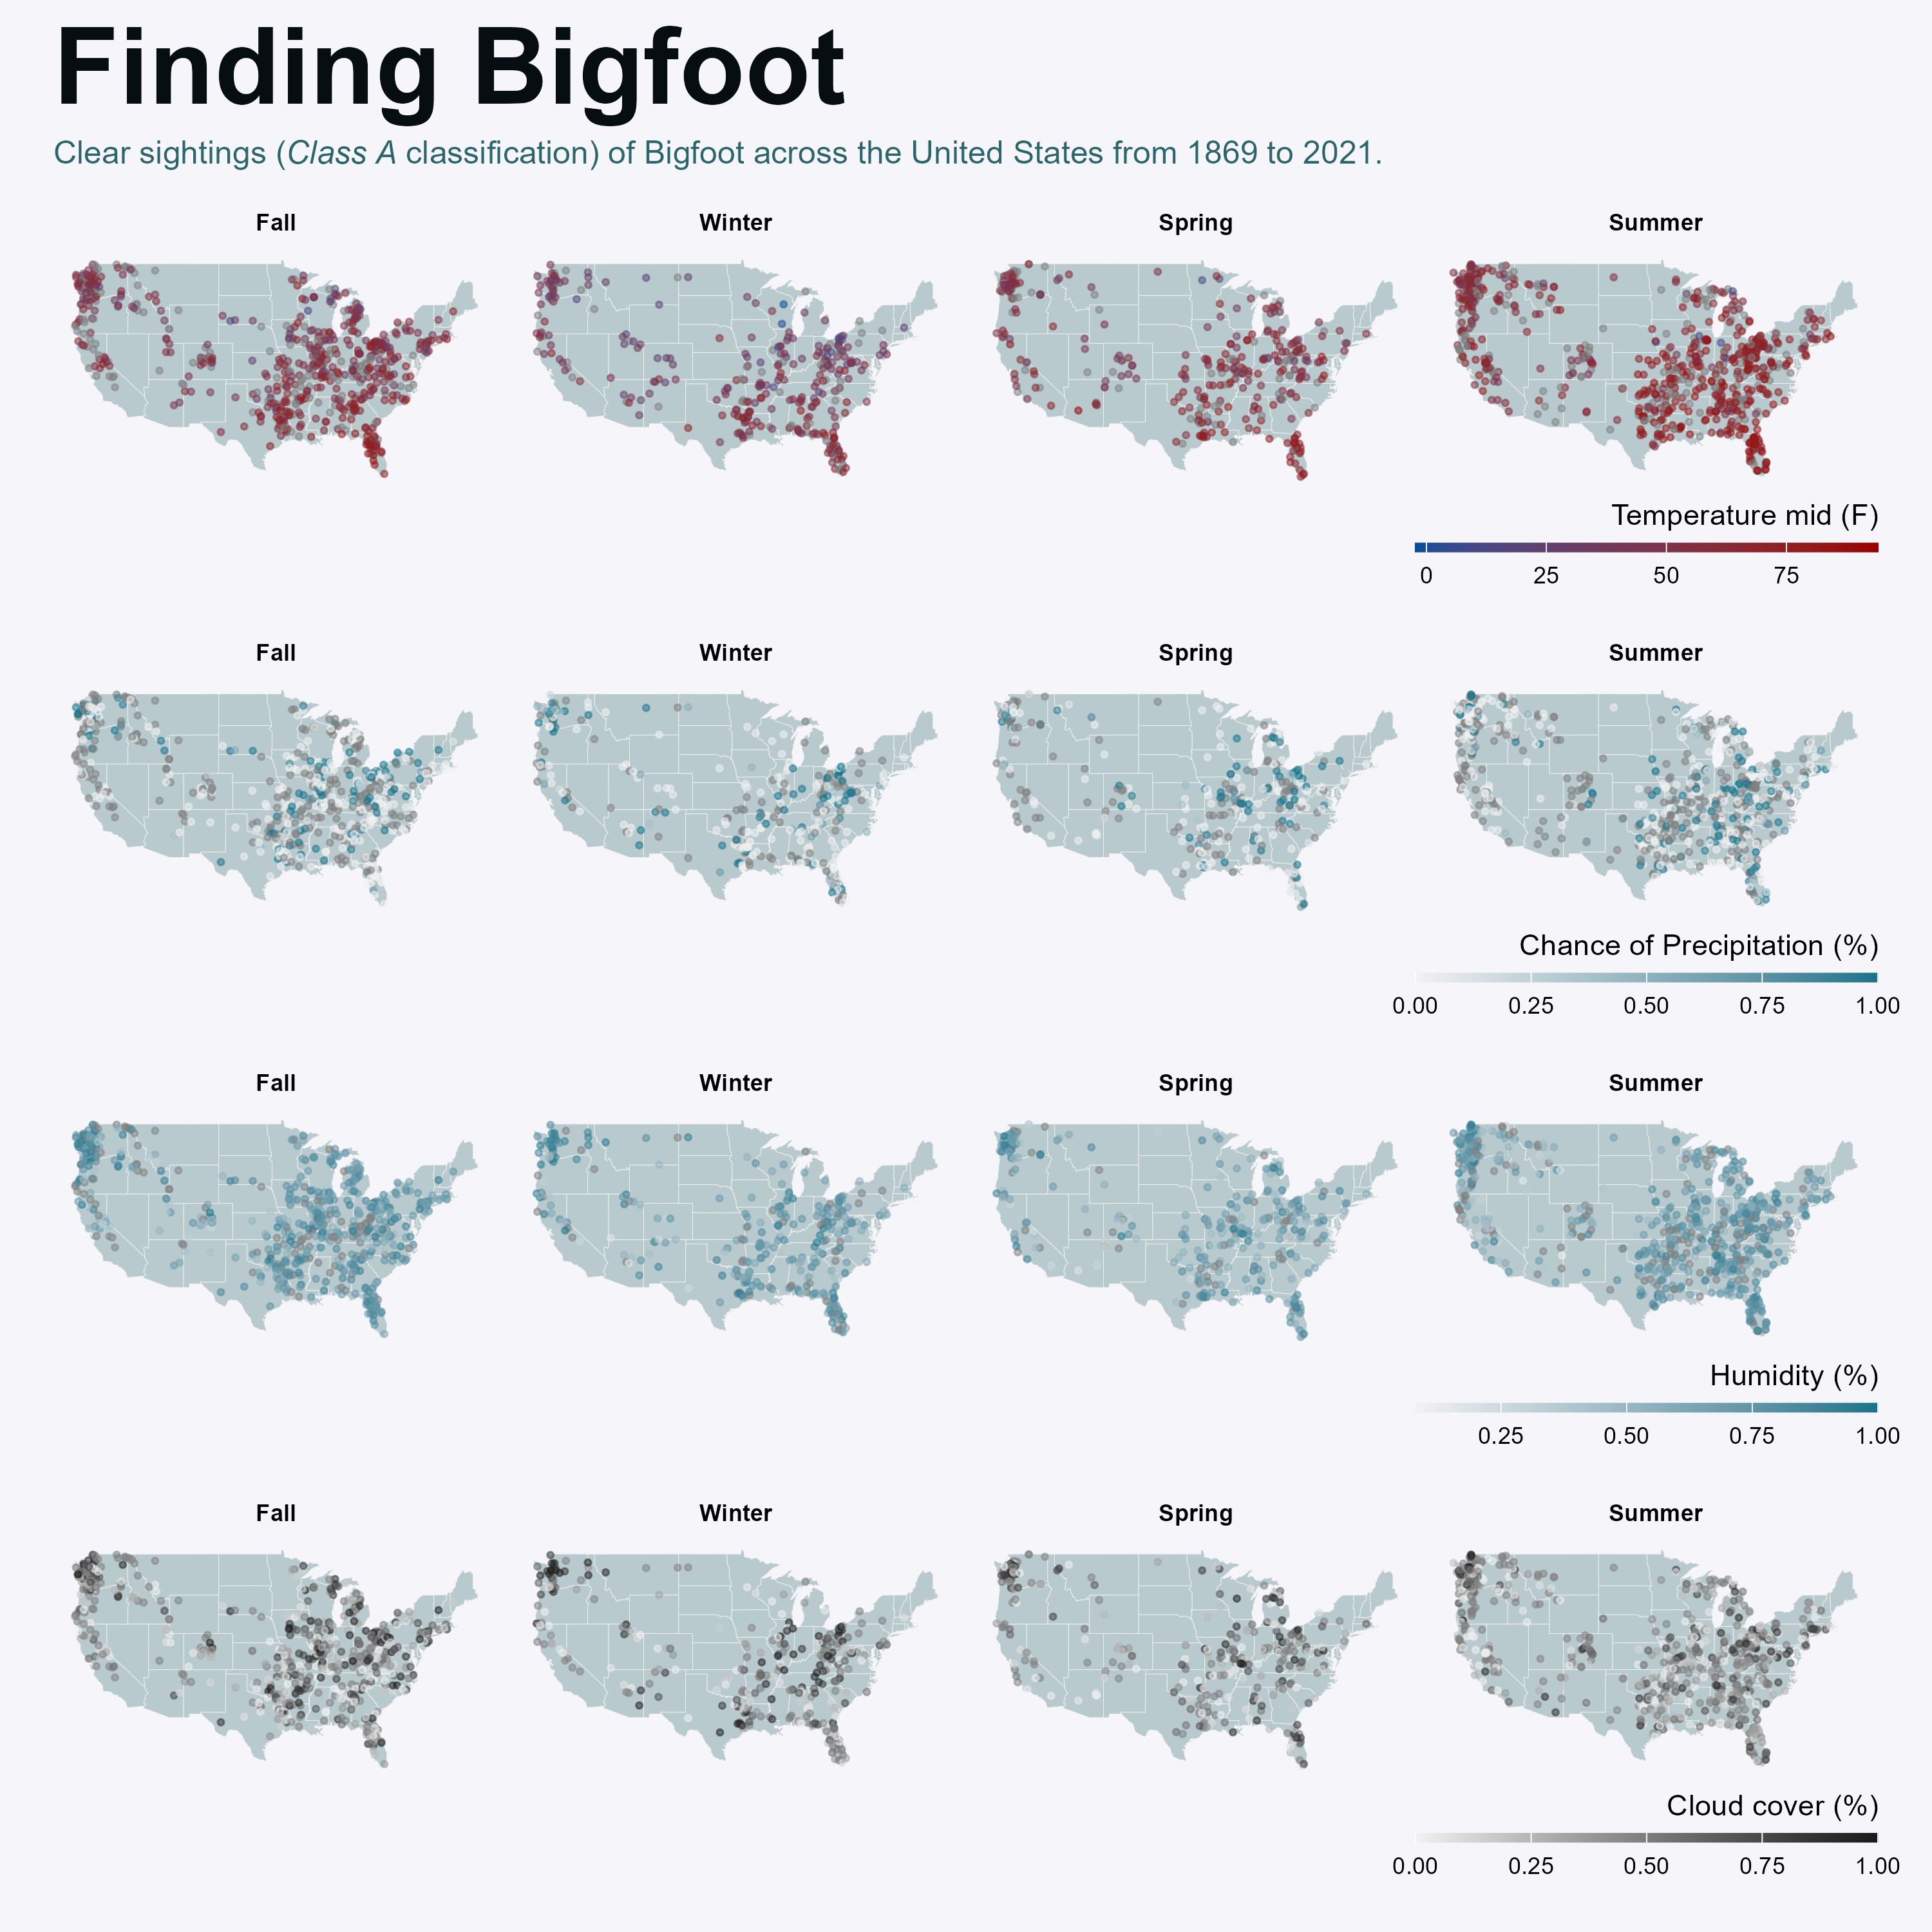 Finding Bigfoot
Clear sightings (Class A classification) of Bigfoot across the United States from 1869 to 2021.
Fall Winter Spring Summer
Temperature mid (F)
0 25 50 75
Fall Winter Spring Summer
Chance of Precipitation (%)
0.00 0.25 0.50 0.75 1.00
Fall Winter Spring Summer
Humidity (%)
0.25 0.50 0.75 1.00
Fall Winter Spring Summer
Cloud cover (%)
0.00 0.25 0.50 0.75 1.00